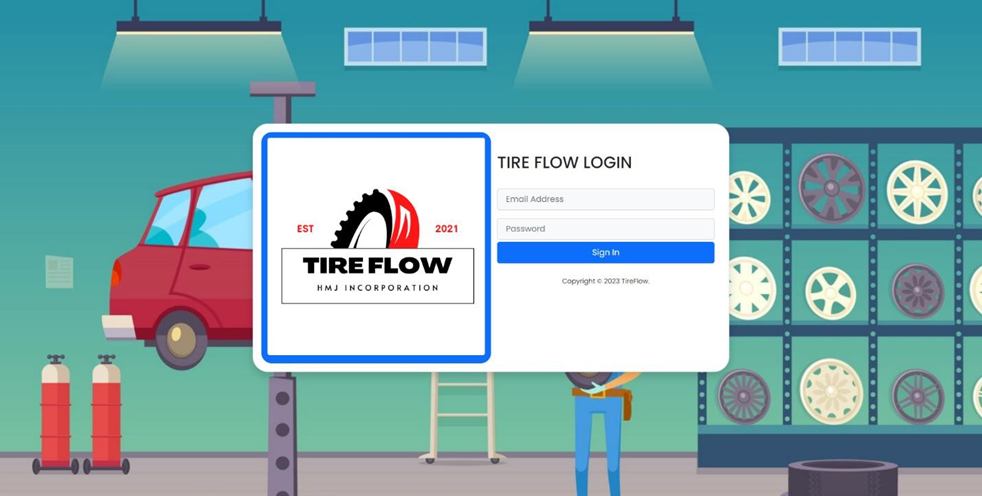 TIRE FLOW LOGIN
Email Address
Password
Sign In
Copyright © 2023 TireFlow.
EST 2021
TIRE FLOW
HMJ INCORPORATION